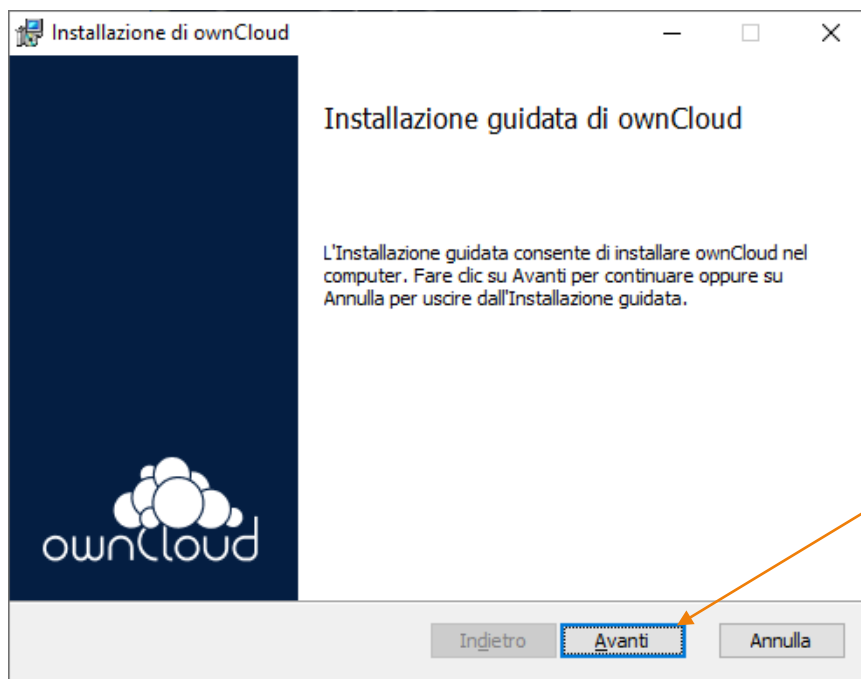 Installazione di ownCloud
Installazione guidata di ownCloud
L'Installazione guidata consente di installare ownCloud nel
computer. Fare clic su Avanti per continuare oppure su
Annulla per uscire dall'Installazione guidata.
ownCloud
Indietro
Avanti
Annulla